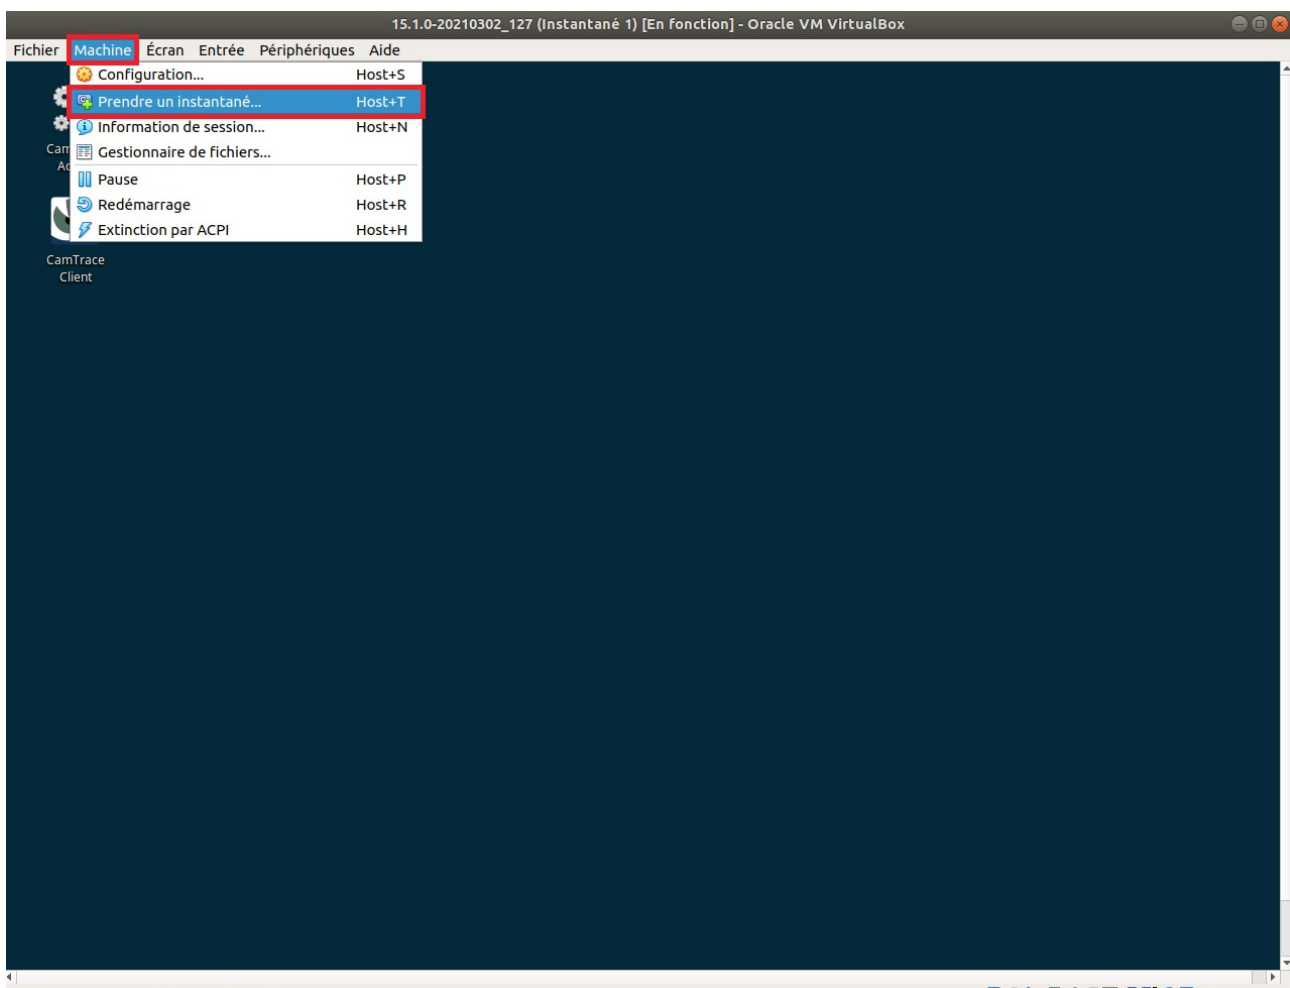 15.1.0-20210302_127 (Instantané 1) [En fonction] - Oracle VM VirtualBox
Fichier Machine Écran Entrée Périphériques Aide
Configuration... Host+S
Prendre un instantané... Host+T
Information de session... Host+N
Gestionnaire de fichiers...
Pause Host+P
Redémarrage Host+R
Extinction par ACPI Host+H
CamTrace
Client